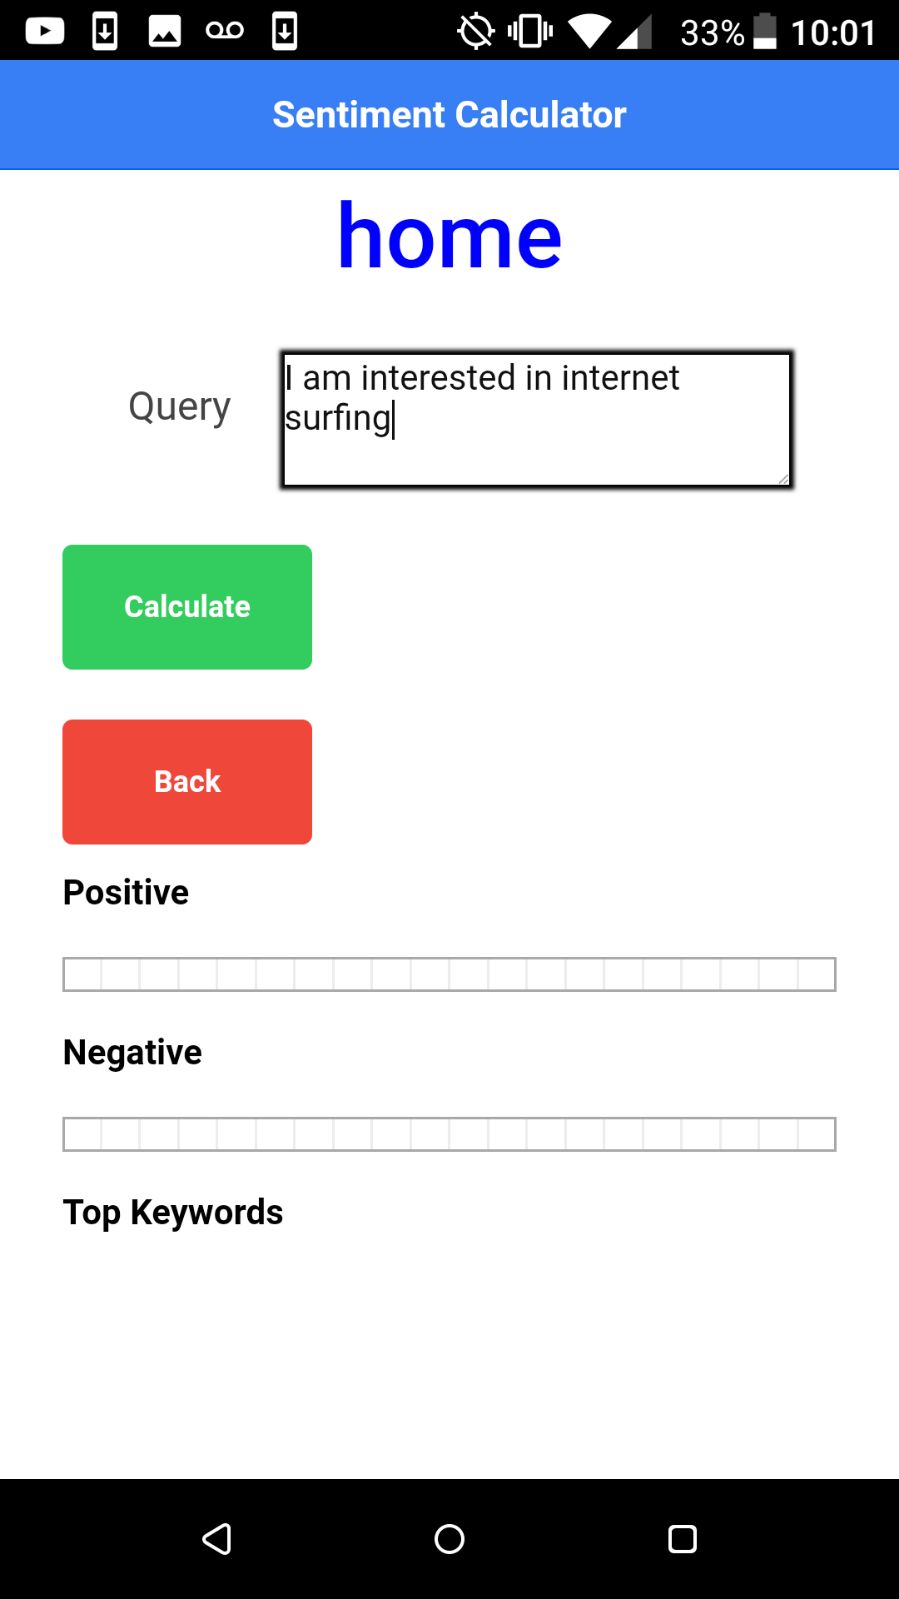 33% 10:01
Sentiment Calculator
home
Query
I am interested in internet
surfing
Calculate
Back
Positive
Negative
Top Keywords